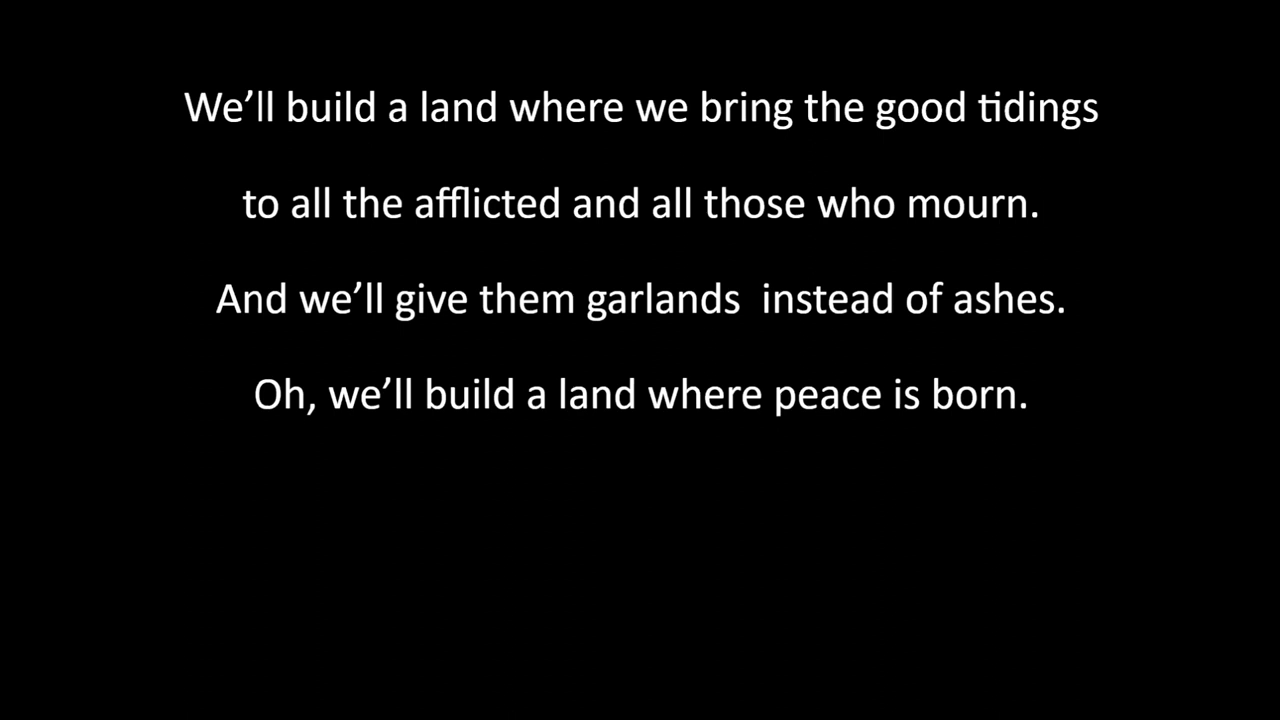 We’ll build a land where we bring the good tidings
to all the afflicted and all those who mourn.
And we’ll give them garlands  instead of ashes.
Oh, we’ll build a land where peace is born.